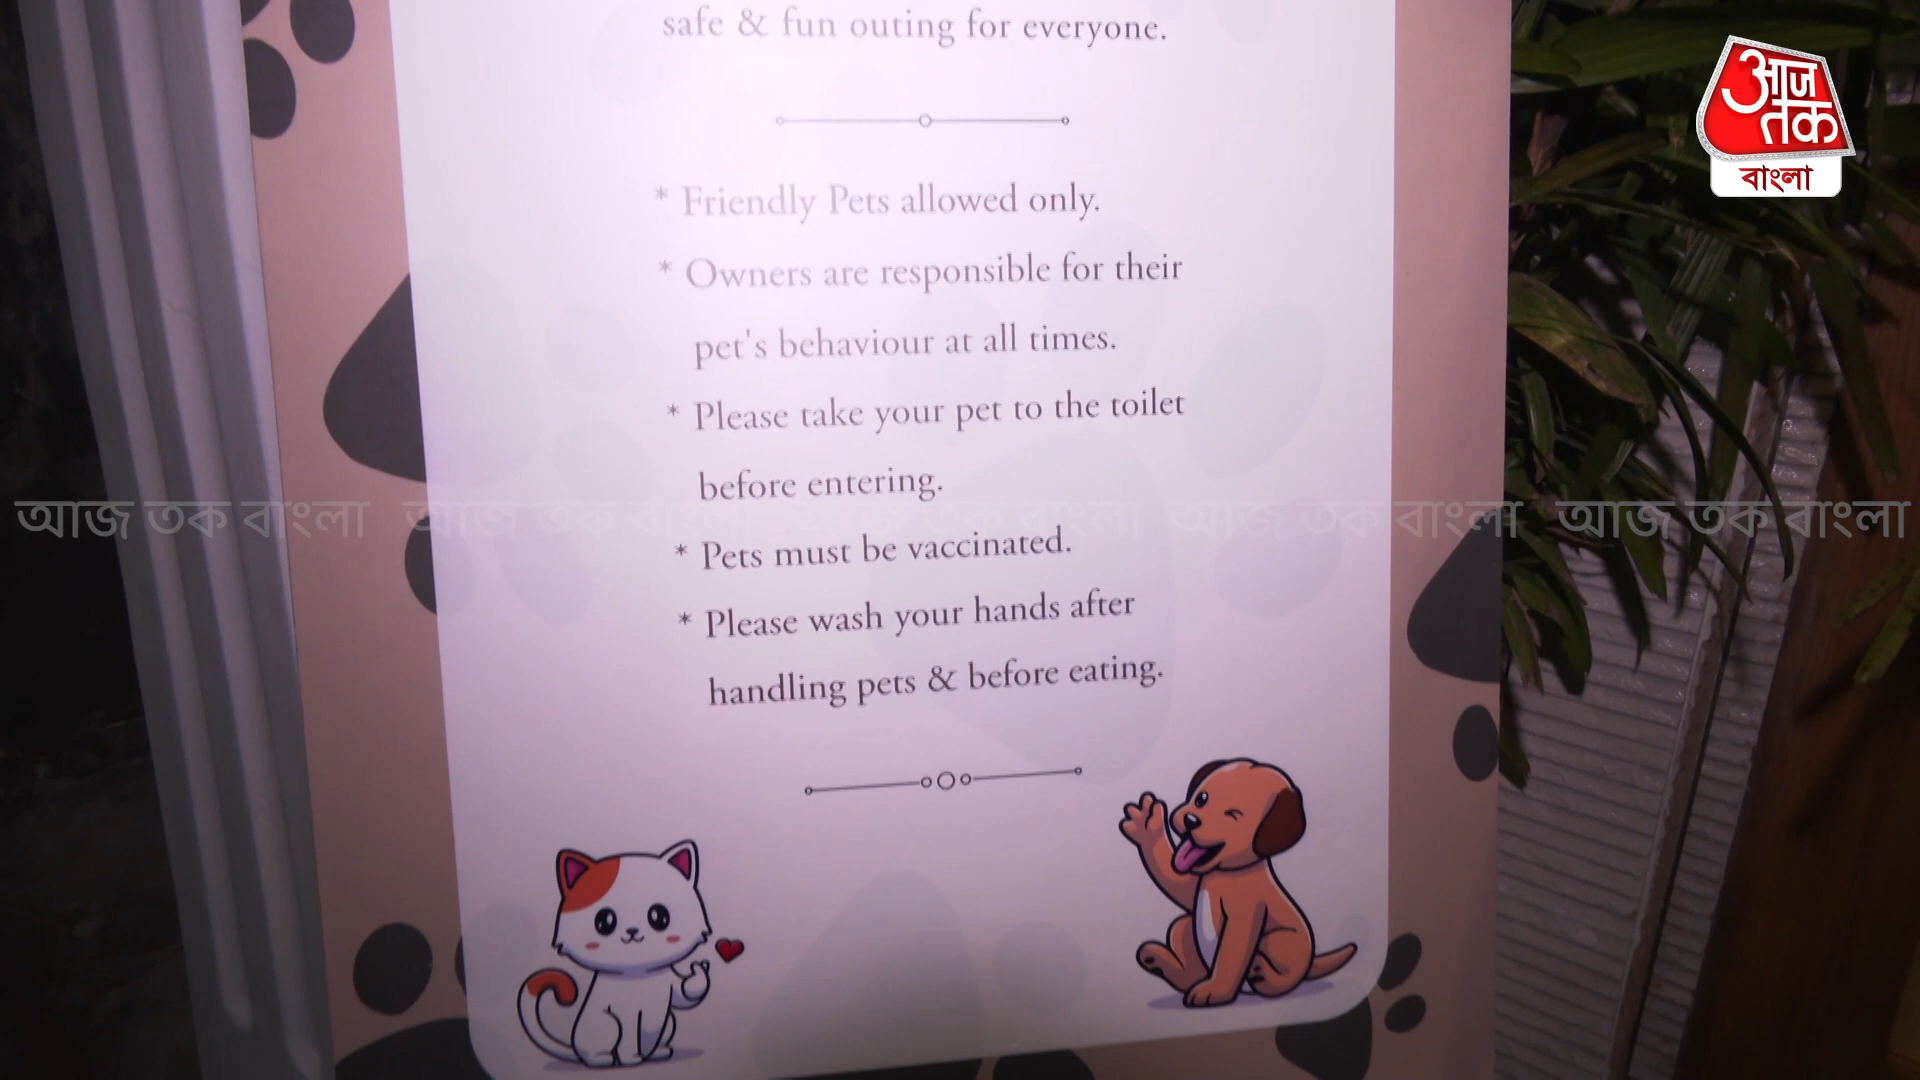 safe & fun outing for everyone.
आज
तक
বাংলা
* Friendly Pets allowed only.
* Owners are responsible for their
pet's behaviour at all times.
* Please take your pet to the toilet
before entering.
আজ তক বাংলা আজ তক বাংলা আজ তক বাংলা আজ তক বাংলা আজ তক বাংলা
* Pets must be vaccinated.
* Please wash your hands after
handling pets & before eating.